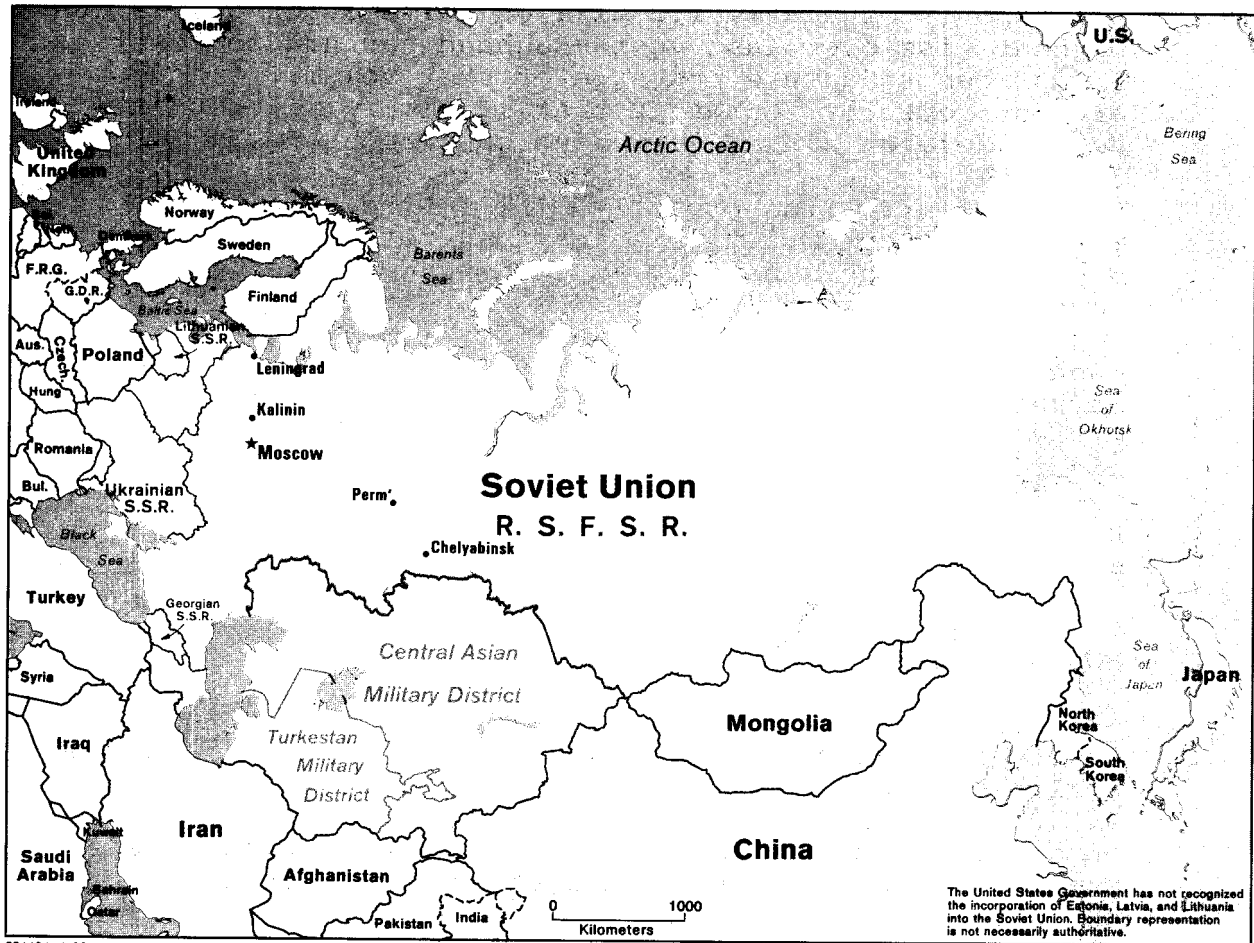 Iceland
U.S.
Ireland
United
Kingdom
Arctic Ocean
Bering
Sea
Norway
Sweden
Denmark
Barents
Sea
F.R.G.
G.D.R.
Baltic Sea
Finland
Lithuanian
S.S.R.
Aus.
Czech.
Poland
Leningrad
Hung
Kalinin
Sea
of
Okhotsk
Moscow
Romania
Bul.
Ukrainian
S.S.R.
Perm'
Soviet Union
R. S. F. S. R.
Black
Sea
Chelyabinsk
Turkey
Georgian
S.S.R.
Central Asian
Military District
Sea
of
Japan
Japan
Syria
Mongolia
North
Korea
Iraq
Turkestan
Military
District
South
Korea
Kuwait
Iran
China
Saudi
Arabia
Afghanistan
Bahrain
Qatar
Pakistan
India
0 1000
Kilometers
The United States Government has not recognized
the incorporation of Estonia, Latvia, and Lithuania
into the Soviet Union. Boundary representation
is not necessarily authoritative.